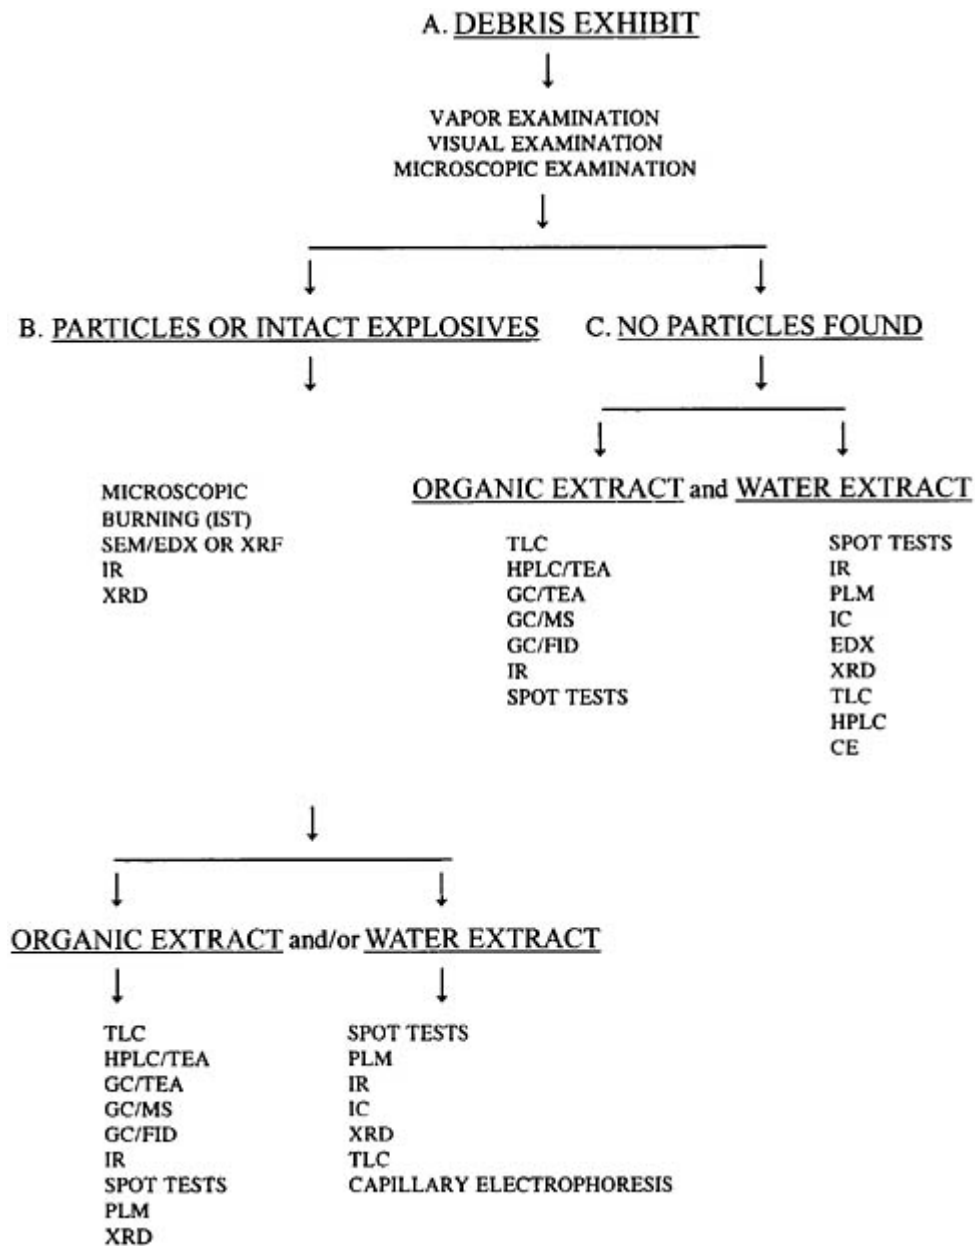 A. DEBRIS EXHIBIT
VAPOR EXAMINATION
VISUAL EXAMINATION
MICROSCOPIC EXAMINATION
B. PARTICLES OR INTACT EXPLOSIVES
C. NO PARTICLES FOUND
MICROSCOPIC
BURNING (IST)
SEM/EDX OR XRF
IR
XRD
ORGANIC EXTRACT and WATER EXTRACT
TLC
HPLC/TEA
GC/TEA
GC/MS
GC/FID
IR
SPOT TESTS
SPOT TESTS
IR
PLM
IC
EDX
XRD
TLC
HPLC
CE
ORGANIC EXTRACT and/or WATER EXTRACT
TLC
HPLC/TEA
GC/TEA
GC/MS
GC/FID
IR
SPOT TESTS
PLM
XRD
SPOT TESTS
PLM
IR
IC
XRD
TLC
CAPILLARY ELECTROPHORESIS